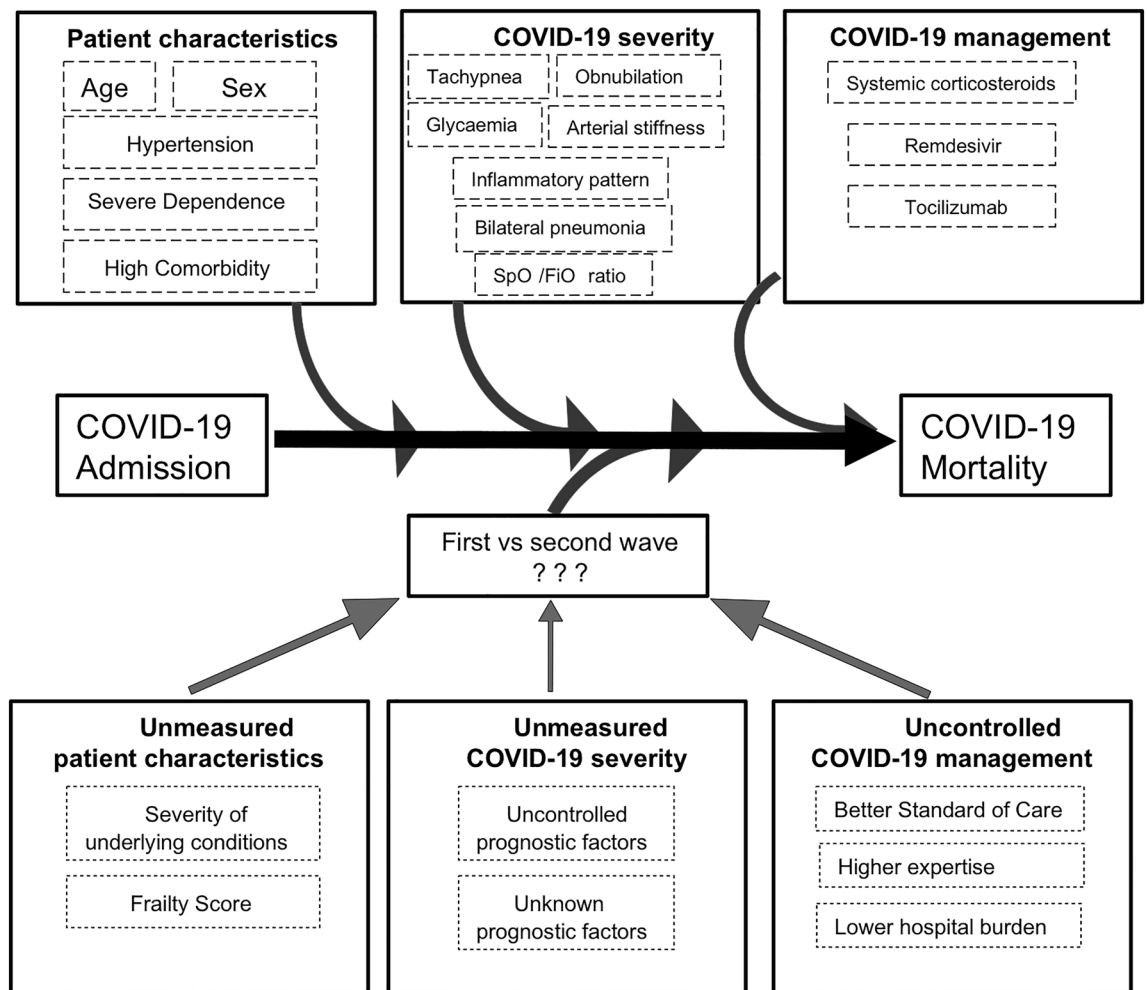 Patient characteristics
Age
Sex
Hypertension
Severe Dependence
High Comorbidity
COVID-19 severity
Tachypnea
Obnubilation
Glycaemia
Arterial stiffness
Inflammatory pattern
Bilateral pneumonia
SpO /FiO ratio
COVID-19 management
Systemic corticosteroids
Remdesivir
Tocilizumab
COVID-19
Admission
COVID-19
Mortality
First vs second wave
? ? ?
Unmeasured
patient characteristics
Severity of
underlying conditions
Frailty Score
Unmeasured
COVID-19 severity
Uncontrolled
prognostic factors
Unknown
prognostic factors
Uncontrolled
COVID-19 management
Better Standard of Care
Higher expertise
Lower hospital burden